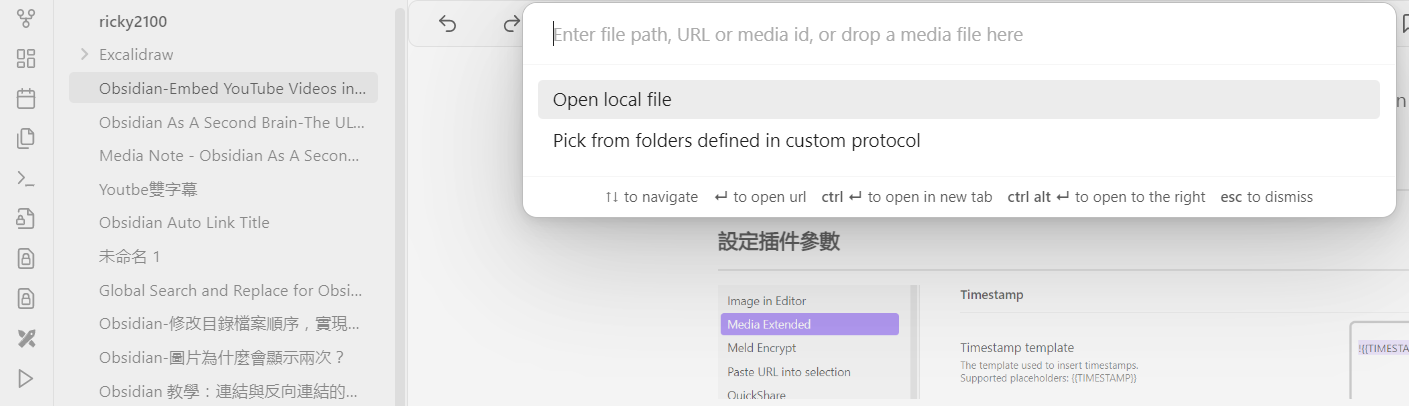 ricky2100
Excalidraw
Obsidian-Embed YouTube Videos in...
Obsidian As A Second Brain-The UL...
Media Note - Obsidian As A Secon...
Youtbe雙字幕
Obsidian Auto Link Title
未命名 1
Global Search and Replace for Obsi...
Obsidian-修改目錄檔案順序，實現...
Obsidian-圖片為什麼會顯示兩次？
Obsidian 教學：連結與反向連結的...
Enter file path, URL or media id, or drop a media file here
Open local file
Pick from folders defined in custom protocol
↑↓ to navigate ↵ to open url ctrl ↵ to open in new tab ctrl alt ↵ to open to the right esc to dismiss
設定插件參數
Image in Editor
Media Extended
Meld Encrypt
Paste URL into selection
QuickShare
Timestamp
Timestamp template
The template used to insert timestamps.
Supported placeholders: {{TIMESTAMP}}